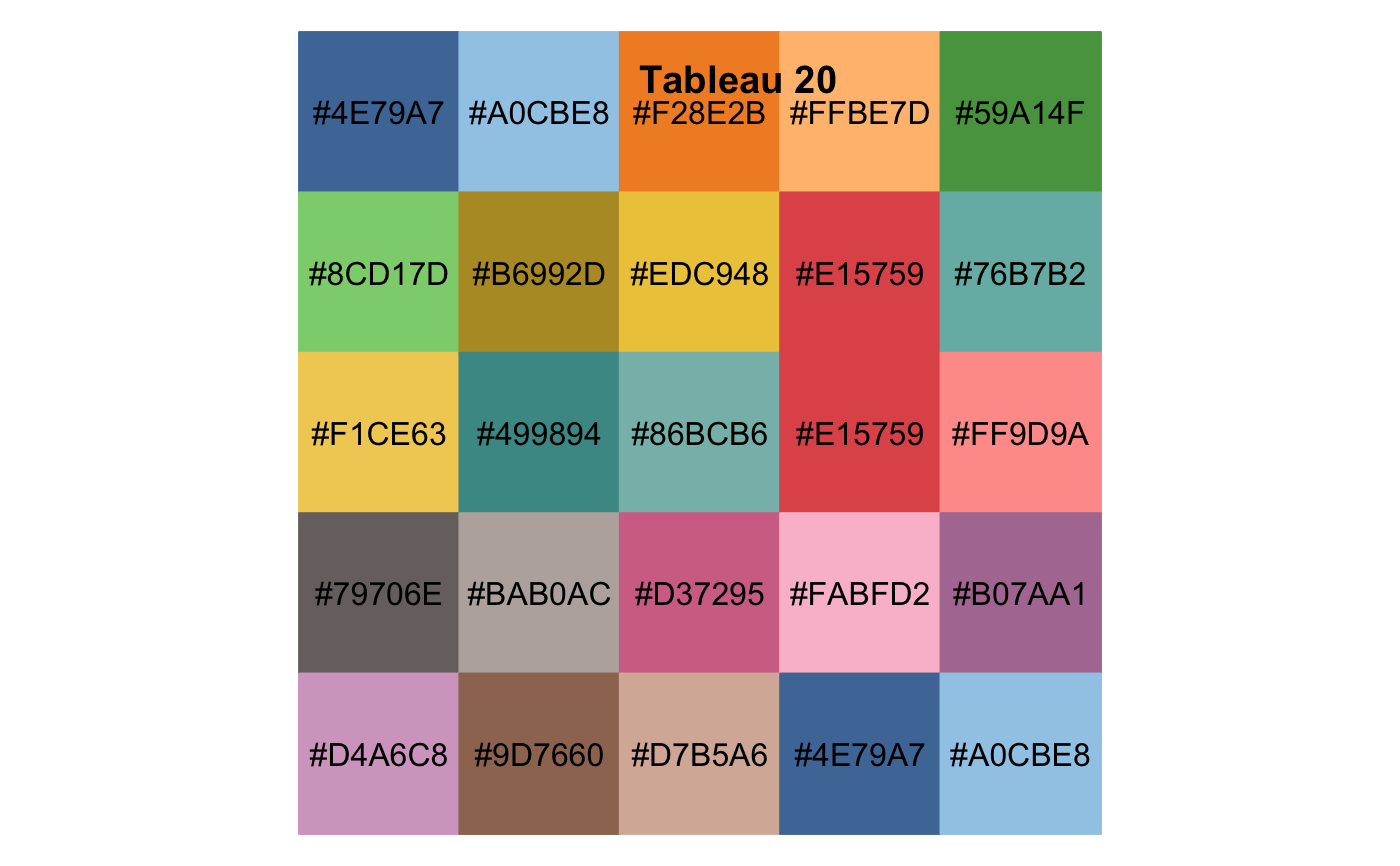 Tableau 20
#4E79A7 #A0CBE8 #F28E2B #FFBE7D #59A14F
#8CD17D #B6992D #EDC948 #E15759 #76B7B2
#F1CE63 #499894 #86BCB6 #E15759 #FF9D9A
#79706E #BAB0AC #D37295 #FABFD2 #B07AA1
#D4A6C8 #9D7660 #D7B5A6 #4E79A7 #A0CBE8